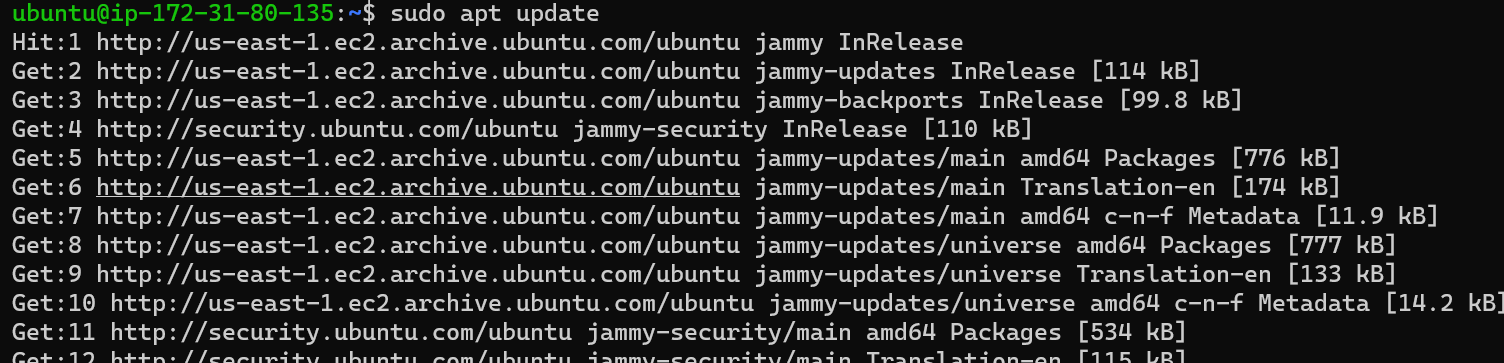 ubuntu@ip-172-31-80-135:~$ sudo apt update
Hit:1 http://us-east-1.ec2.archive.ubuntu.com/ubuntu jammy InRelease
Get:2 http://us-east-1.ec2.archive.ubuntu.com/ubuntu jammy-updates InRelease [114 kB]
Get:3 http://us-east-1.ec2.archive.ubuntu.com/ubuntu jammy-backports InRelease [99.8 kB]
Get:4 http://security.ubuntu.com/ubuntu jammy-security InRelease [110 kB]
Get:5 http://us-east-1.ec2.archive.ubuntu.com/ubuntu jammy-updates/main amd64 Packages [776 kB]
Get:6 http://us-east-1.ec2.archive.ubuntu.com/ubuntu jammy-updates/main Translation-en [174 kB]
Get:7 http://us-east-1.ec2.archive.ubuntu.com/ubuntu jammy-updates/main amd64 c-n-f Metadata [11.9 kB]
Get:8 http://us-east-1.ec2.archive.ubuntu.com/ubuntu jammy-updates/universe amd64 Packages [777 kB]
Get:9 http://us-east-1.ec2.archive.ubuntu.com/ubuntu jammy-updates/universe Translation-en [133 kB]
Get:10 http://us-east-1.ec2.archive.ubuntu.com/ubuntu jammy-updates/universe amd64 c-n-f Metadata [14.2 kB]
Get:11 http://security.ubuntu.com/ubuntu jammy-security/main amd64 Packages [534 kB]
Get:12 http://security.ubuntu.com/ubuntu jammy-security/main Translation-en [115 kB]